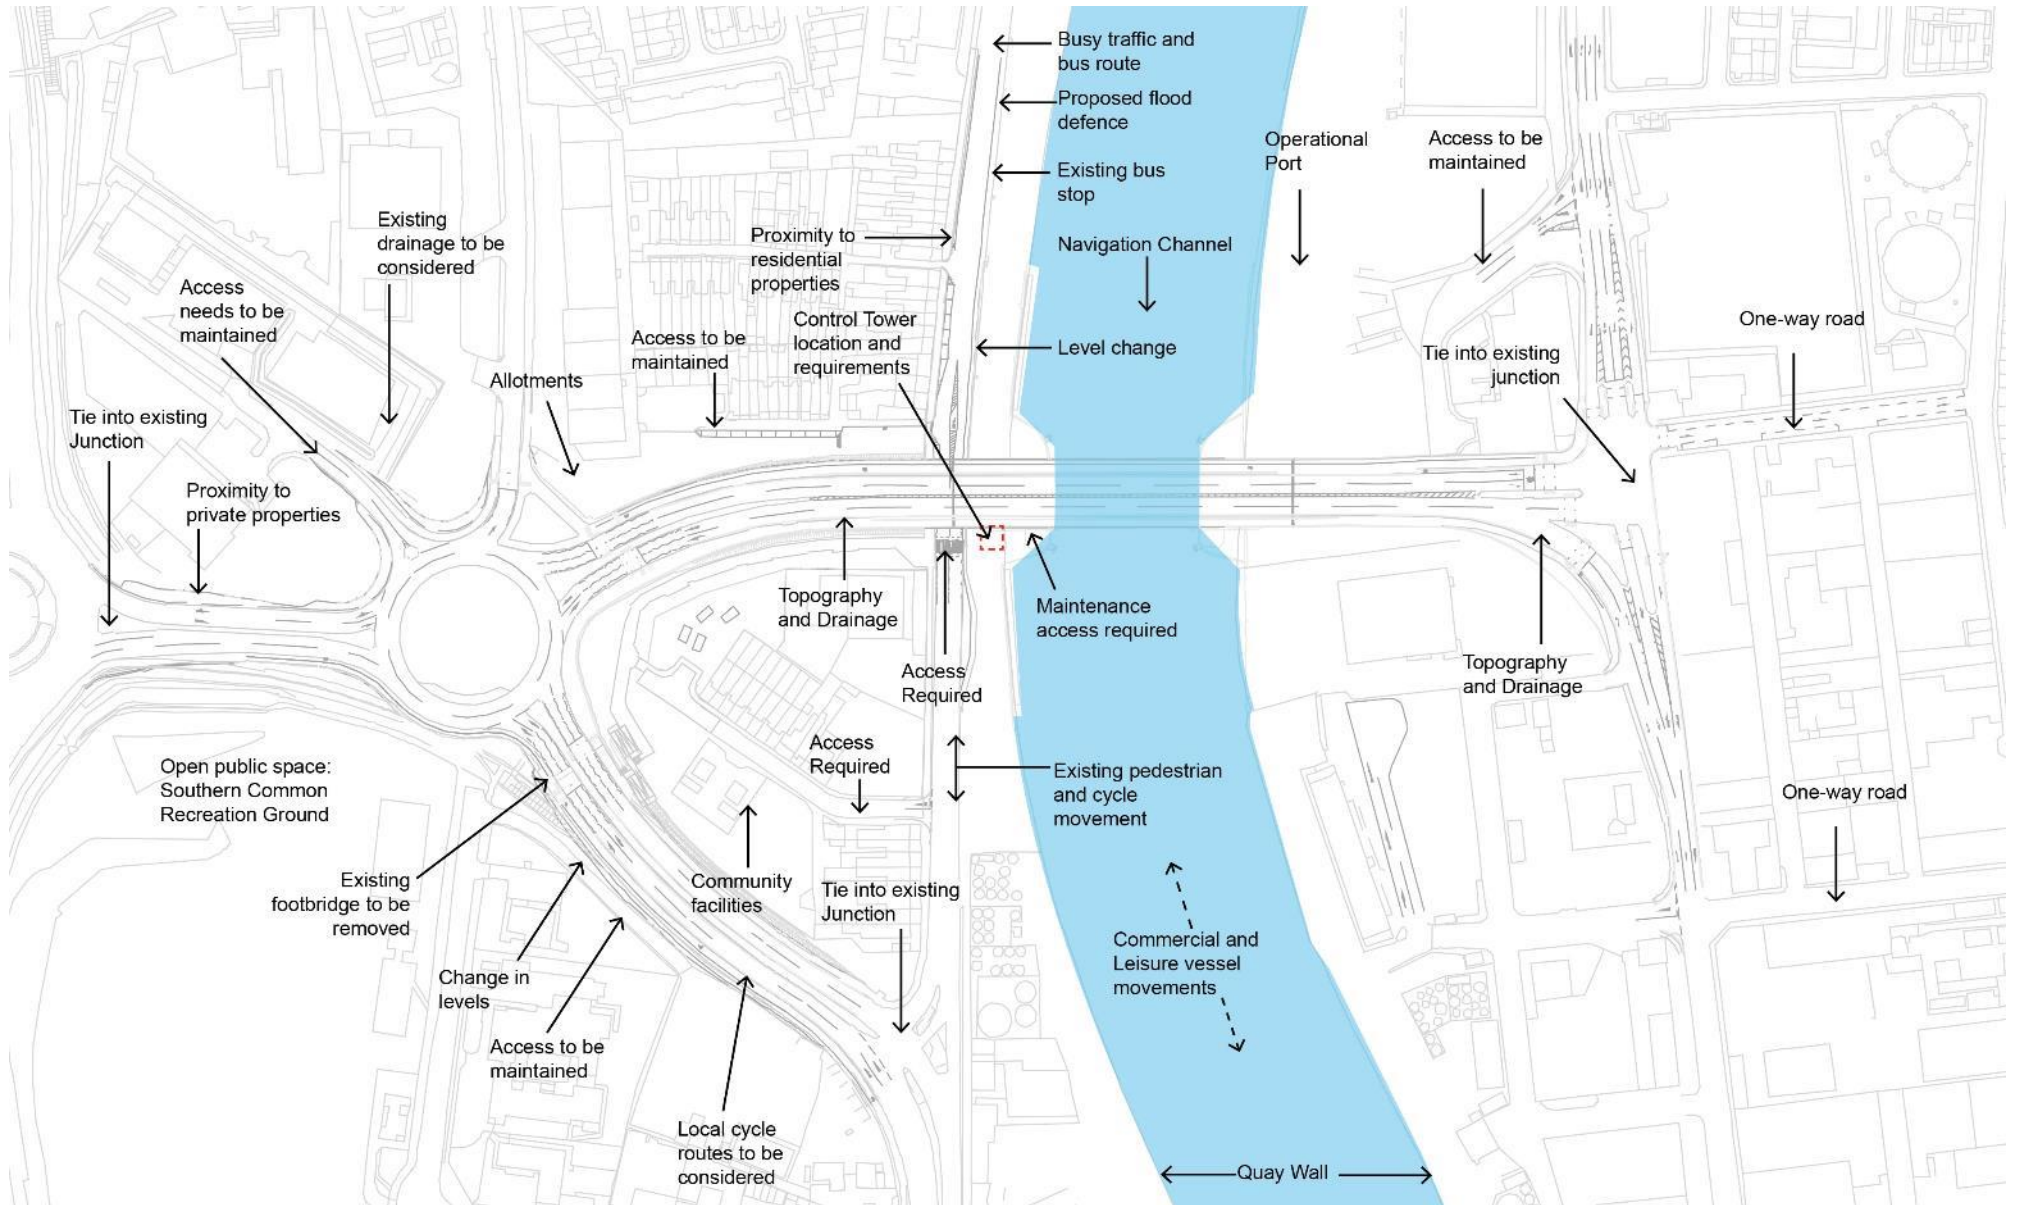 Busy traffic and
bus route
Proposed flood
defence
Existing bus
stop
Operational
Port
Access to be
maintained
Existing
drainage to be
considered
Proximity to
residential
properties
Navigation Channel
Access
needs to be
maintained
Control Tower
location and
requirements
Access to be
maintained
Level change
One-way road
Tie into existing
junction
Allotments
Tie into existing
Junction
Proximity to
private properties
Topography
and Drainage
Maintenance
access required
Access
Required
Topography
and Drainage
Access
Required
Open public space:
Southern Common
Recreation Ground
Existing pedestrian
and cycle
movement
One-way road
Existing
footbridge to be
removed
Community
facilities
Tie into existing
Junction
Commercial and
Leisure vessel
movements
Change in
levels
Access to be
maintained
Local cycle
routes to be
considered
Quay Wall